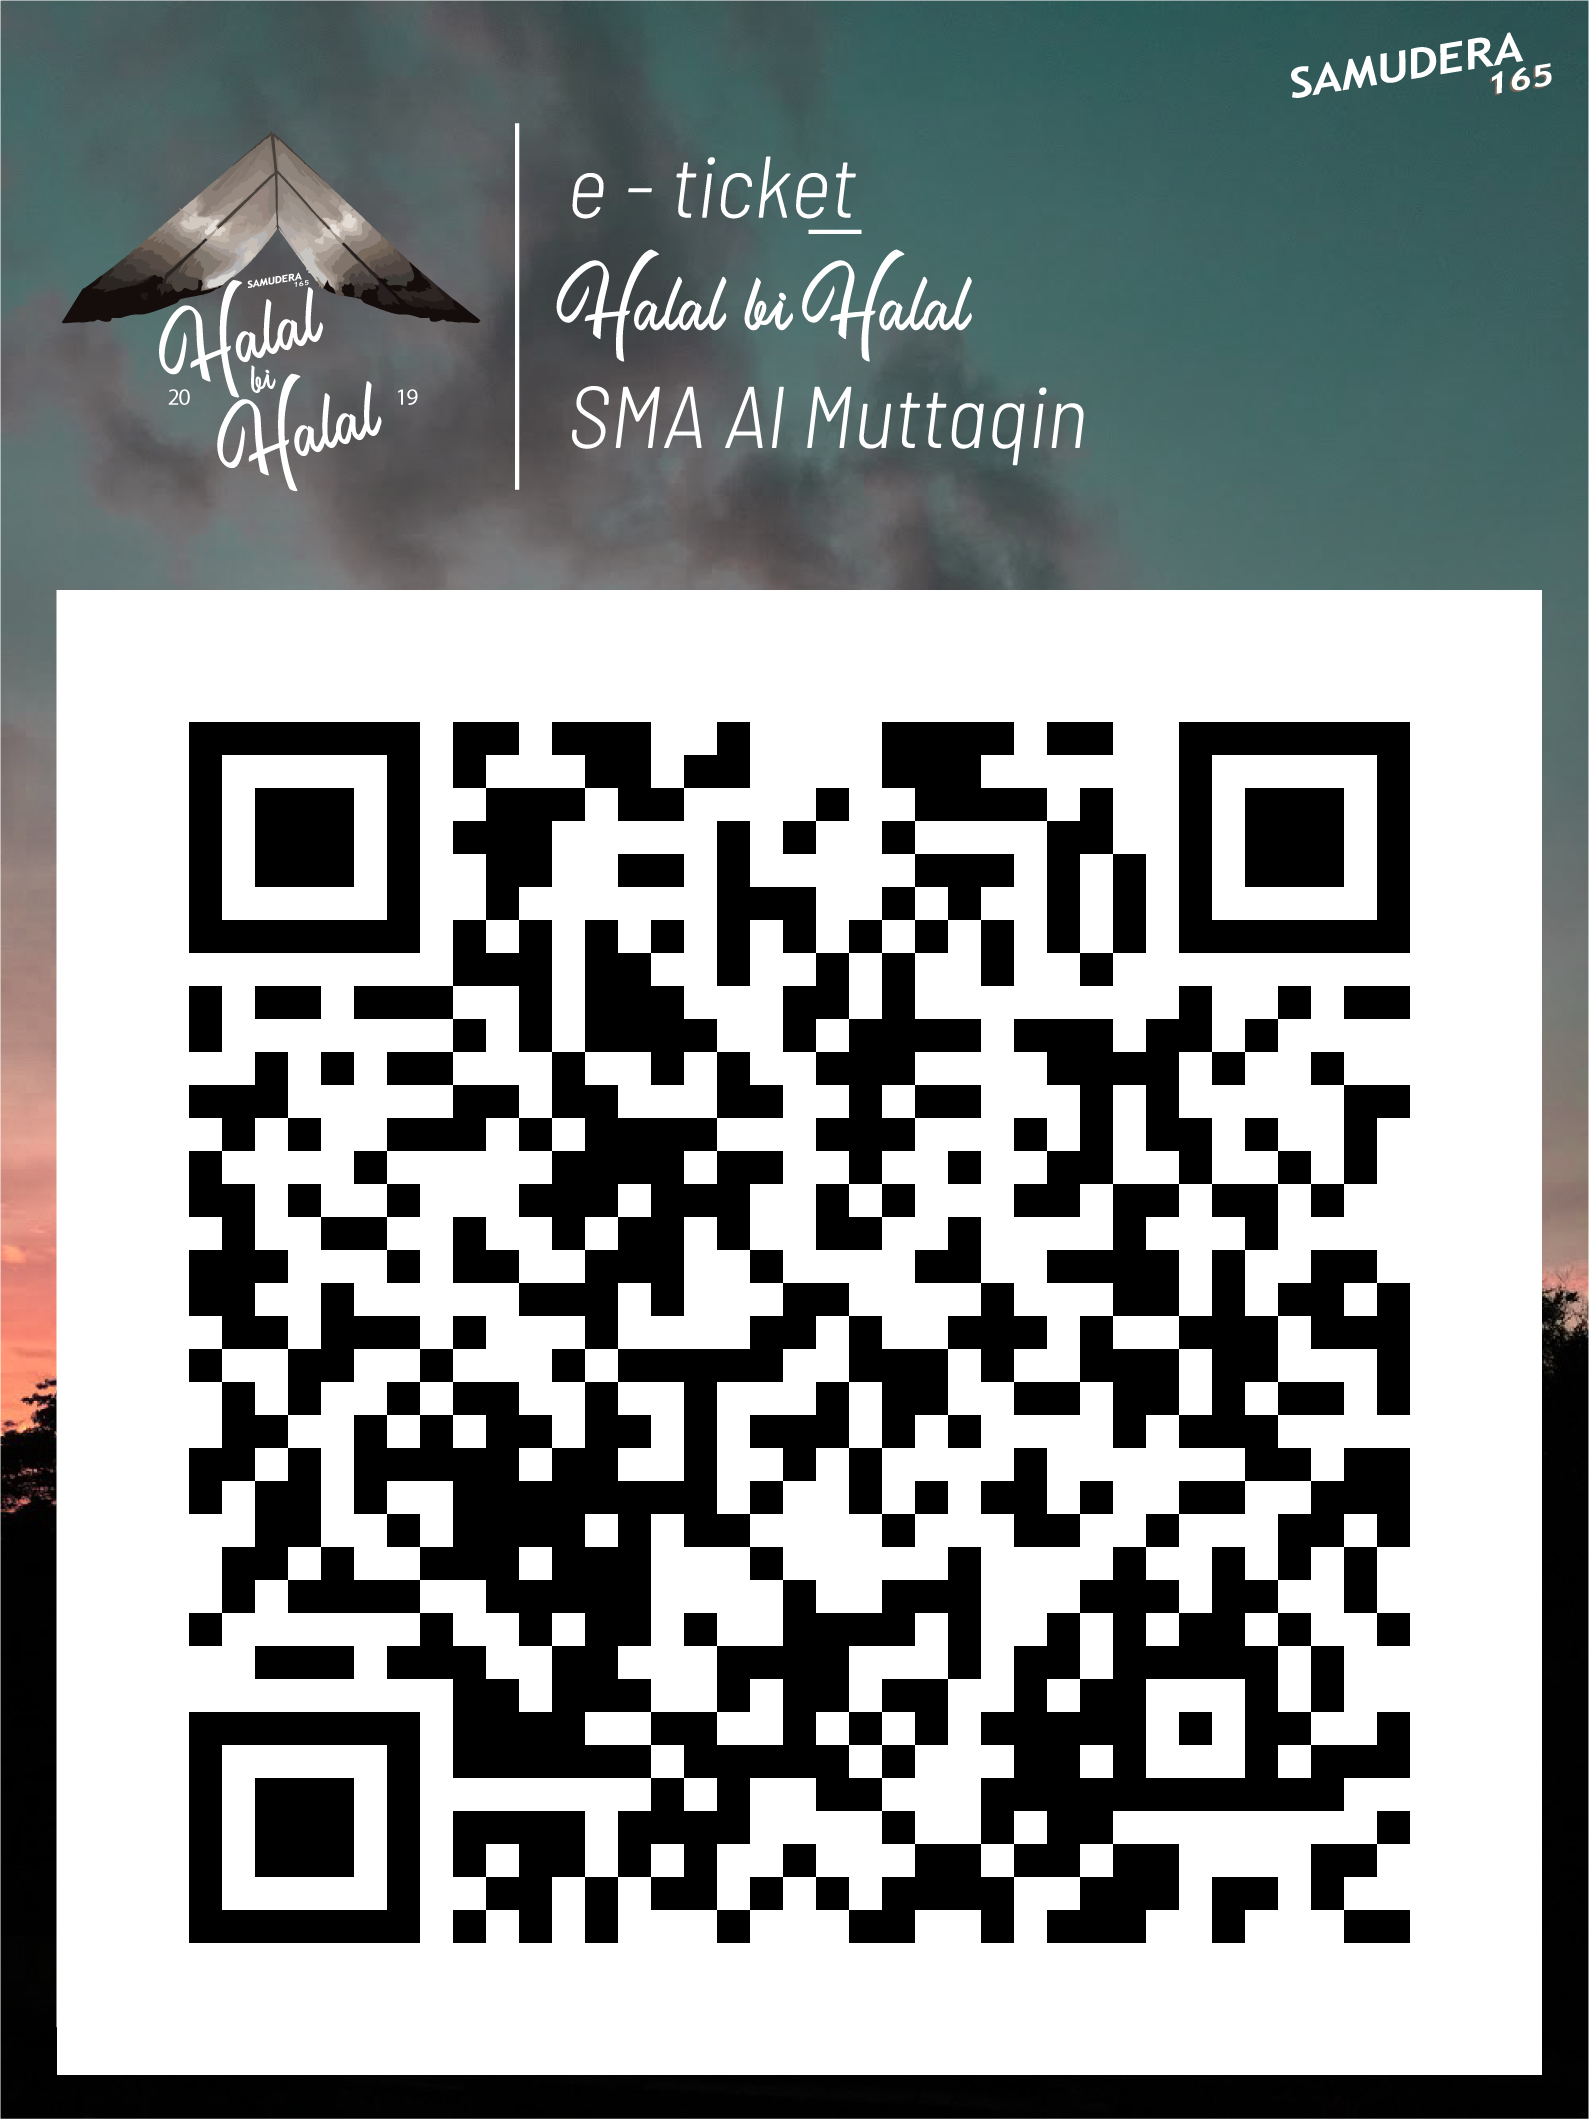 SAMUDERA
165
e - ticket
Halal bi Halal
SMA Al Muttaqin
SAMUDERA
165
Halal
bi
20
19
Halal